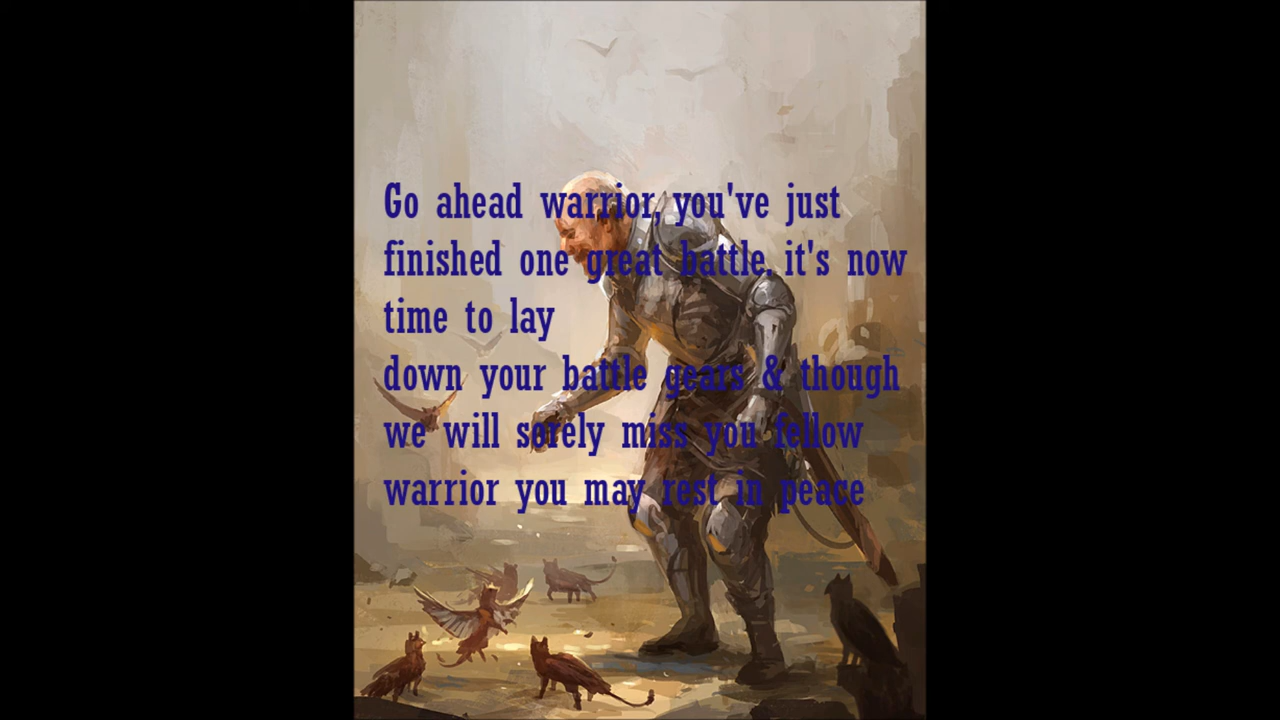 Go ahead warrior, you've just
finished one great battle, it's now
time to lay
down your battle gears & though
we will sorely miss you fellow
warrior you may rest in peace